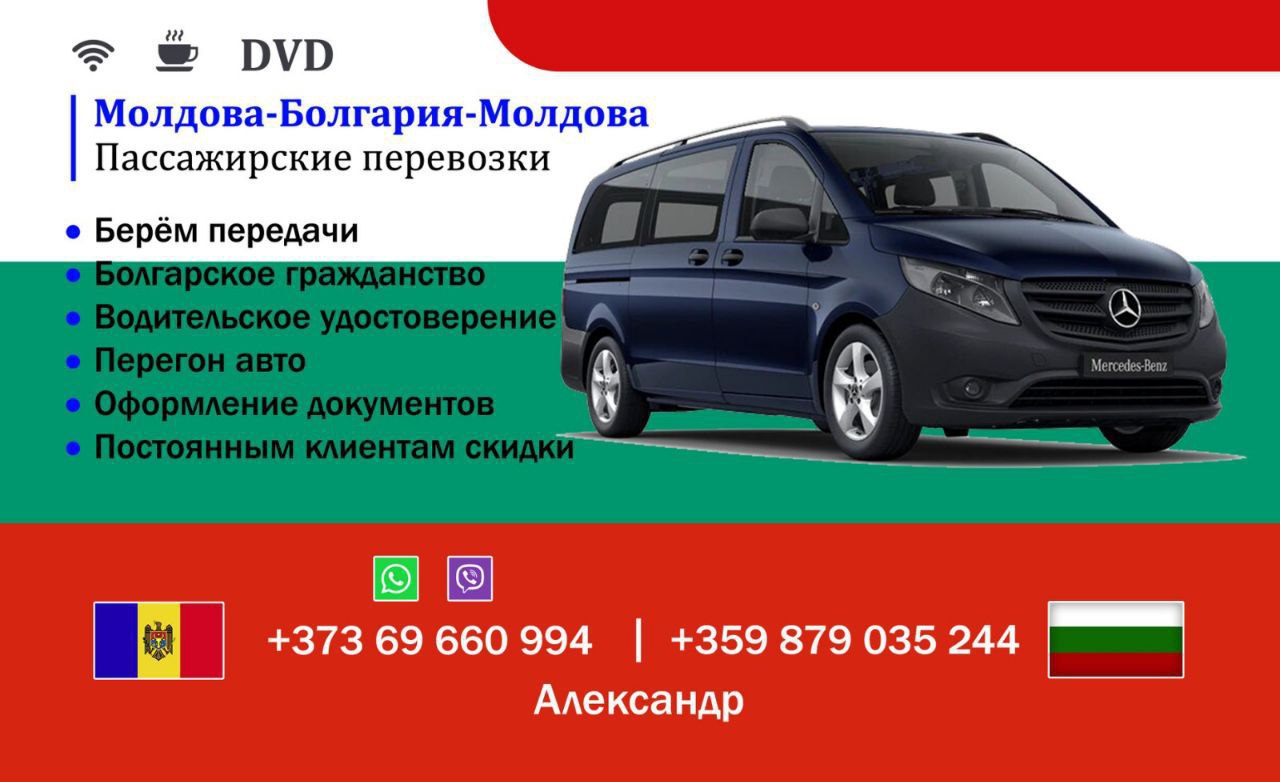 DVD
Молдова-Болгария-Молдова
Пассажирские перевозки
• Берём передачи
• Болгарское гражданство
• Водительское удостоверение
• Перегон авто
• Оформление документов
• Постоянным клиентам скидки
Mercedes-Benz
+373 69 660 994 | +359 879 035 244
Александр